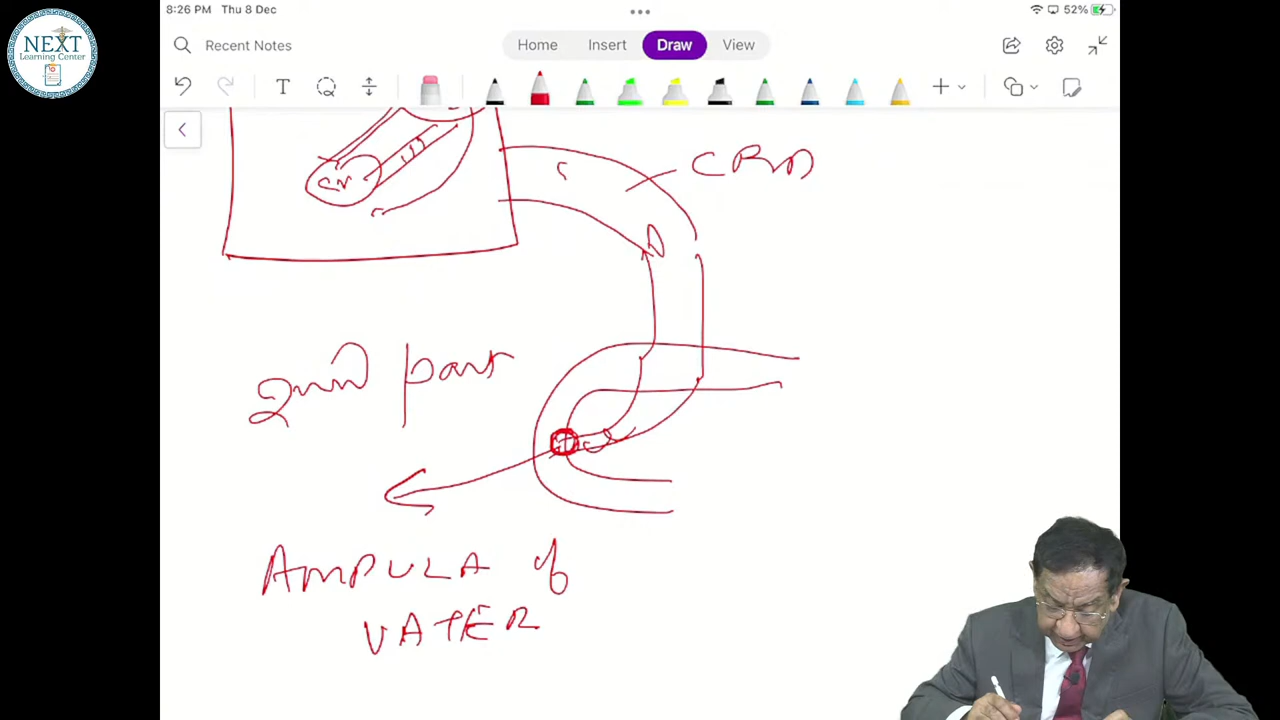 8:26 PM Thu 8 Dec
52%
NEXT
Learning Center
Recent Notes
Home Insert Draw View
T
CBD
2nd part
AMPULA of
VATER